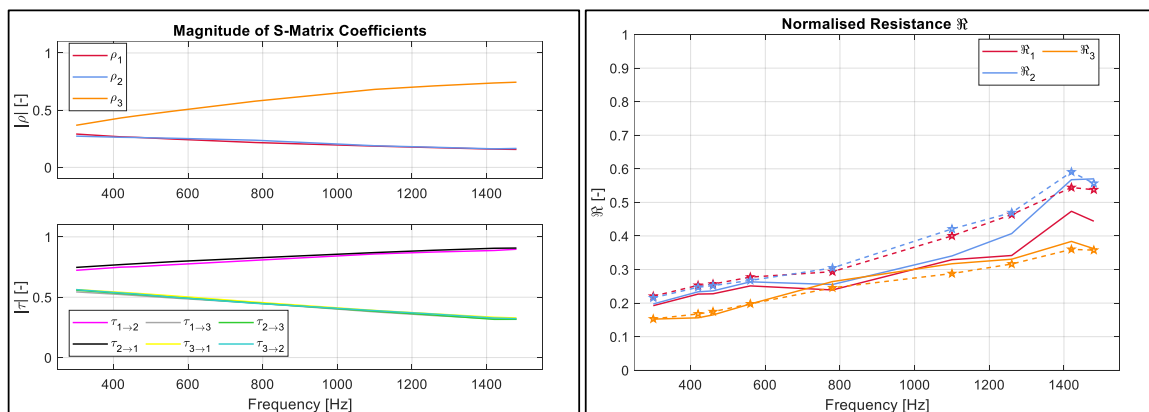 Magnitude of S-Matrix Coefficients
1
0.5
0
|ρ| [-]
ρ1
ρ2
ρ3
400 600 800 1000 1200 1400
1
0.5
0
|τ| [-]
τ1→2 τ1→3 τ2→3
τ2→1 τ3→1 τ3→2
400 600 800 1000 1200 1400
Frequency [Hz]
Normalised Resistance ℜ
1
0.9
0.8
0.7
0.6
0.5
0.4
0.3
0.2
0.1
0
ℜ [-]
ℜ1 ℜ3
ℜ2
400 600 800 1000 1200 1400
Frequency [Hz]